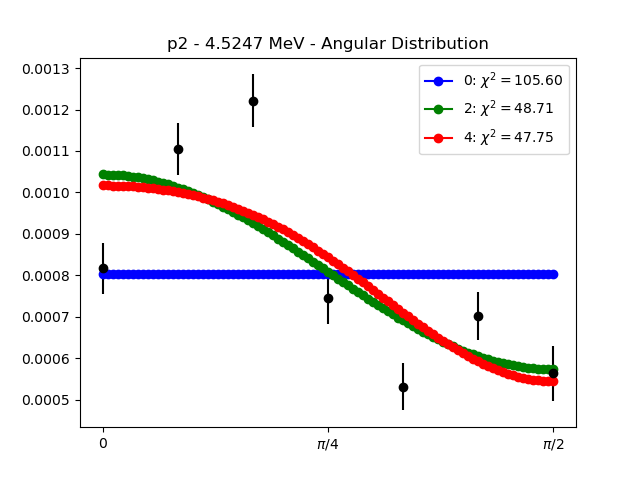 p2 - 4.5247 MeV - Angular Distribution
0.0013
0.0012
0.0011
0.0010
0.0009
0.0008
0.0007
0.0006
0.0005
0: χ² = 105.60
2: χ² = 48.71
4: χ² = 47.75
0
π/4
π/2